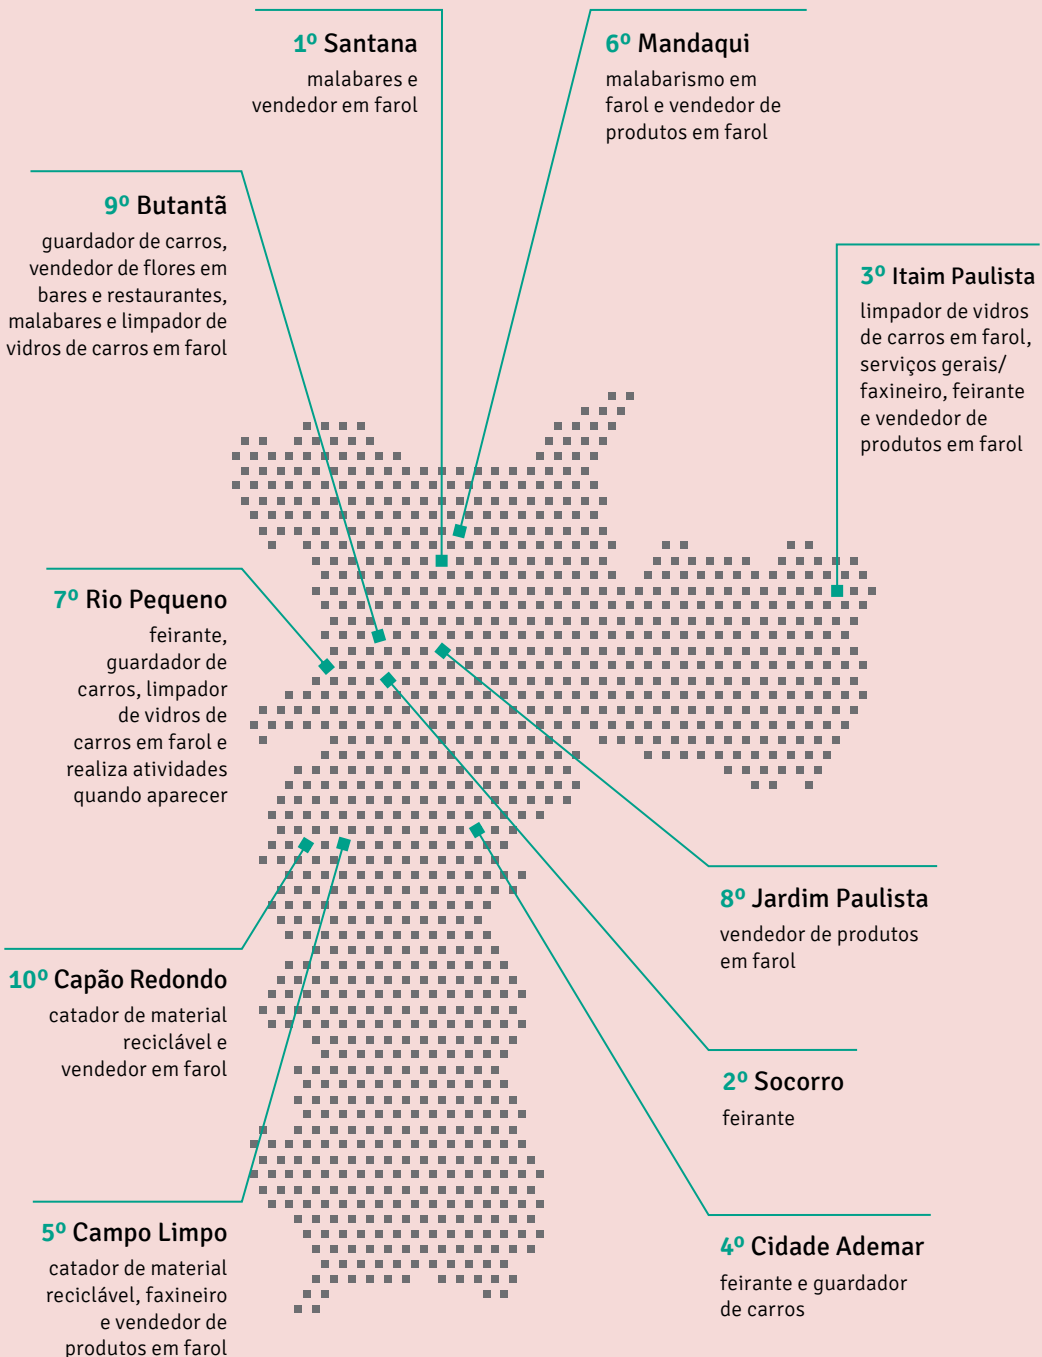 1º Santana
malabares e
vendedor em farol
6º Mandaqui
malabarismo em
farol e vendedor de
produtos em farol
9º Butantã
guardador de carros,
vendedor de flores em
bares e restaurantes,
malabares e limpador de
vidros de carros em farol
3º Itaim Paulista
limpador de vidros
de carros em farol,
serviços gerais/
faxineiro, feirante
e vendedor de
produtos em farol
7º Rio Pequeno
feirante,
guardador de
carros, limpador
de vidros de
carros em farol e
realiza atividades
quando aparecer
8º Jardim Paulista
vendedor de produtos
em farol
10º Capão Redondo
catador de material
reciclável e
vendedor em farol
2º Socorro
feirante
5º Campo Limpo
catador de material
reciclável, faxineiro
e vendedor de
produtos em farol
4º Cidade Ademar
feirante e guardador
de carros